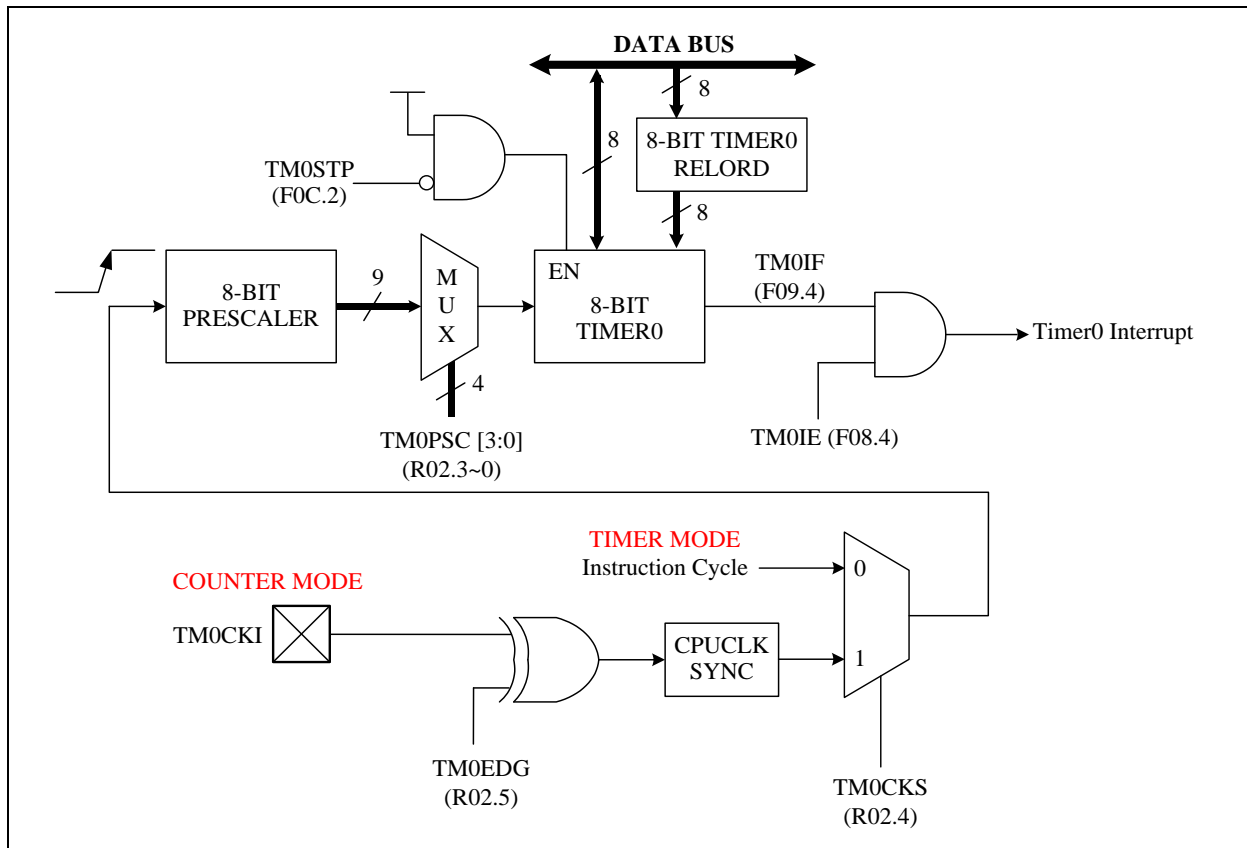 DATA BUS
8
8-BIT TIMER0
RELORD
8
8
TM0STP
(F0C.2)
8-BIT
PRESCALER
9
M
U
X
4
TM0PSC [3:0]
(R02.3~0)
EN
8-BIT
TIMER0
TM0IF
(F09.4)
Timer0 Interrupt
TM0IE (F08.4)
TIMER MODE
Instruction Cycle
0
COUNTER MODE
TM0CKI
CPUCLK
SYNC
1
TM0EDG
(R02.5)
TM0CKS
(R02.4)